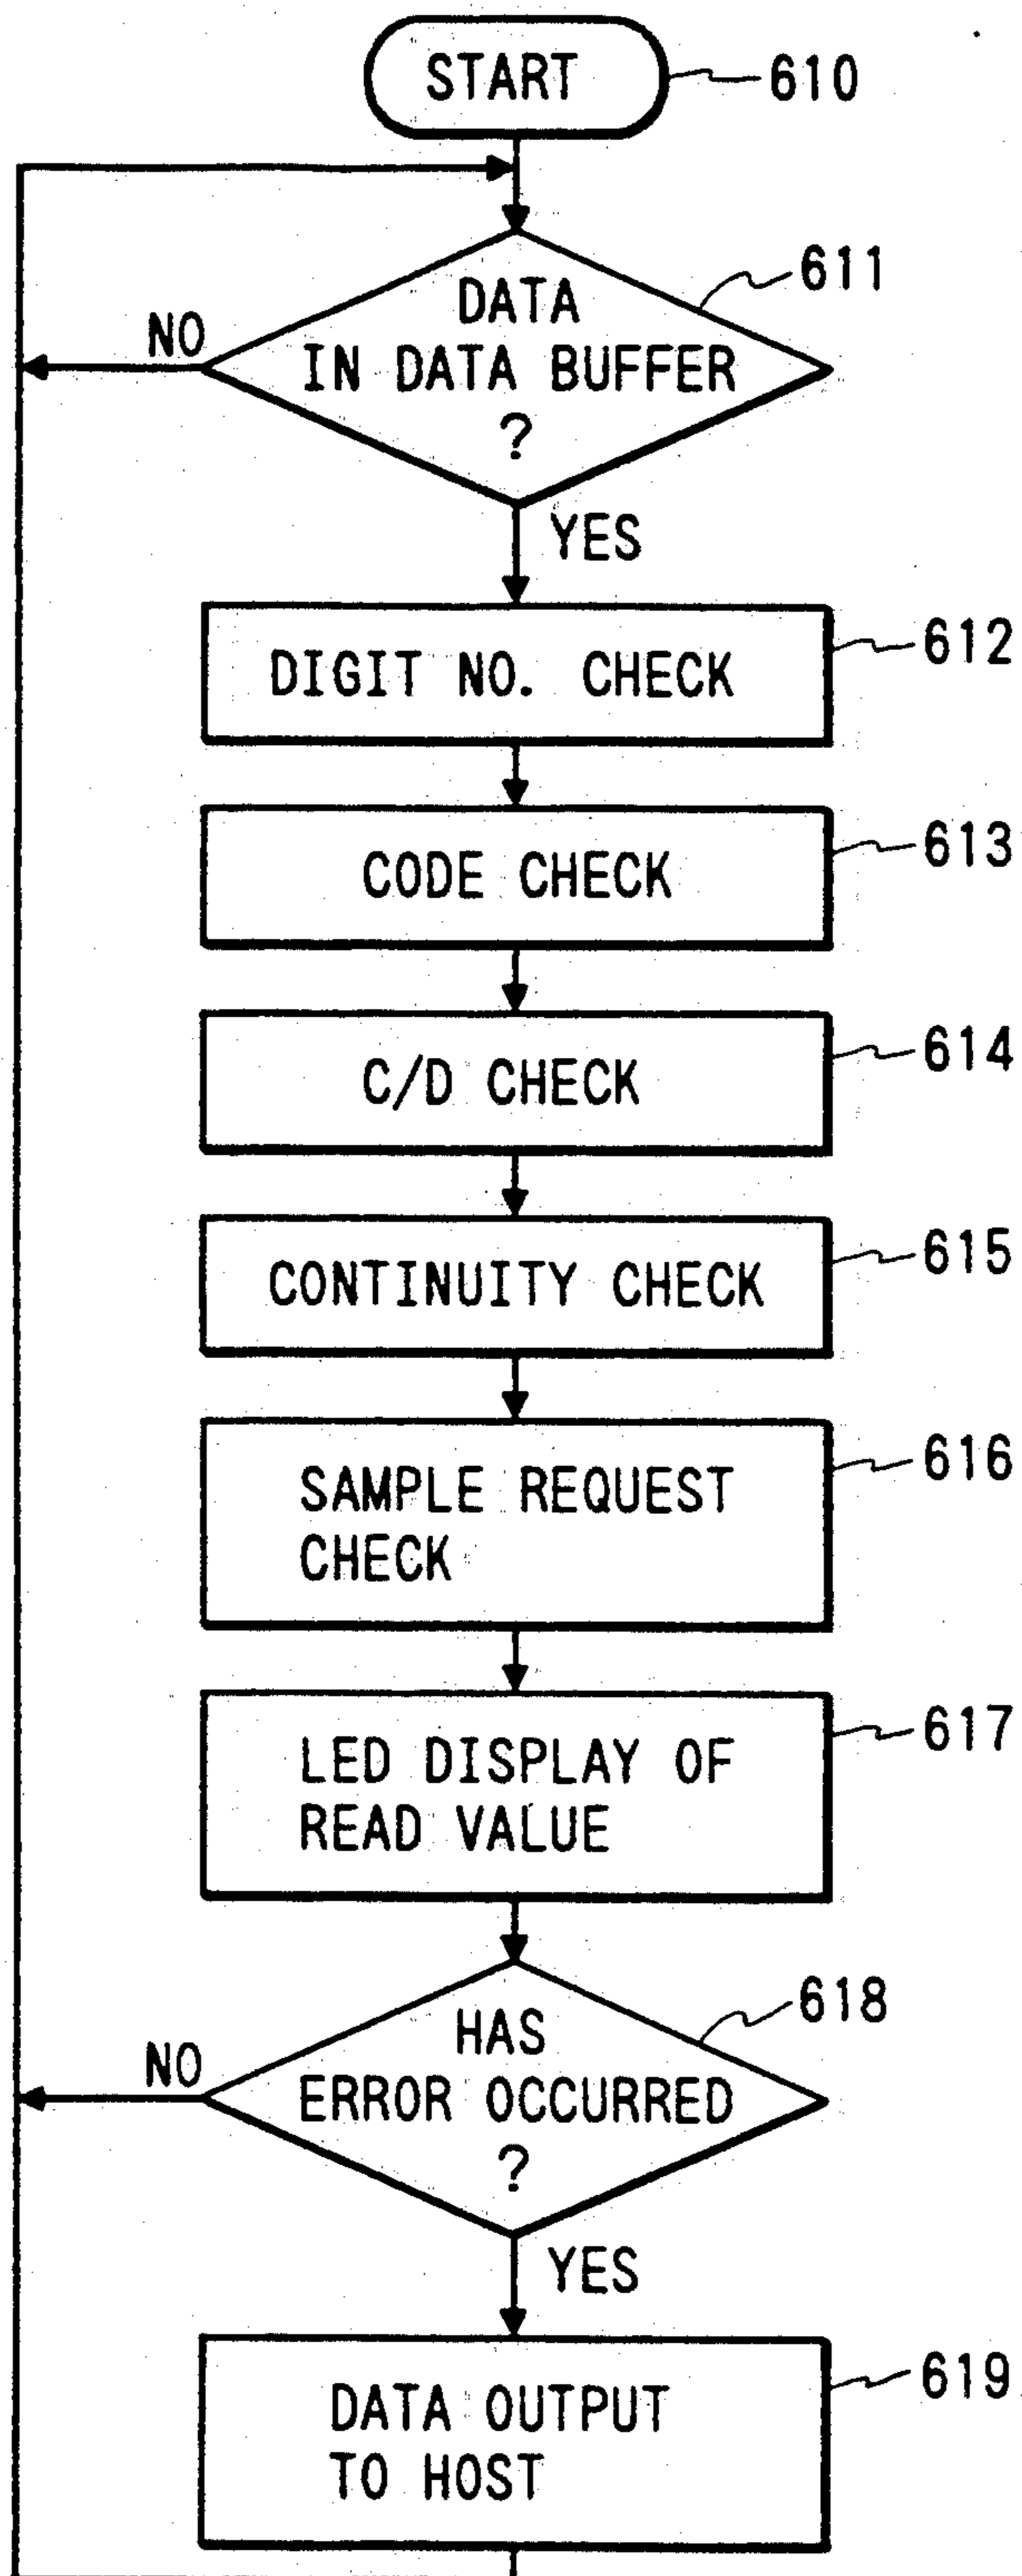 START
610
611
DATA
IN DATA BUFFER
?
NO
YES
DIGIT NO. CHECK
612
CODE CHECK
613
C/D CHECK
614
CONTINUITY CHECK
615
SAMPLE REQUEST
CHECK
616
LED DISPLAY OF
READ VALUE
617
618
HAS
ERROR OCCURRED
?
NO
YES
DATA OUTPUT
TO HOST
619